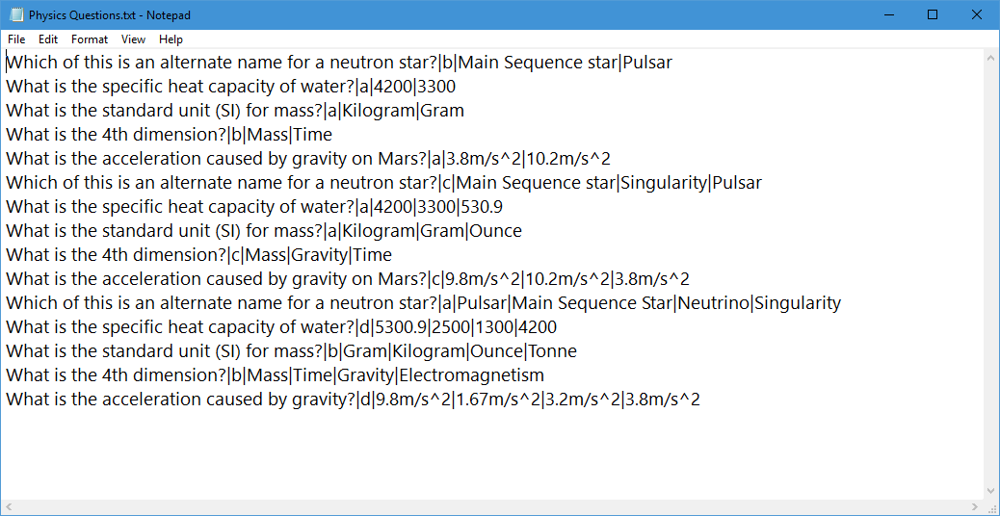 Physics Questions.txt - Notepad
File Edit Format View Help
Which of this is an alternate name for a neutron star?|b|Main Sequence star|Pulsar
What is the specific heat capacity of water?|a|4200|3300
What is the standard unit (SI) for mass?|a|Kilogram|Gram
What is the 4th dimension?|b|Mass|Time
What is the acceleration caused by gravity on Mars?|a|3.8m/s^2|10.2m/s^2
Which of this is an alternate name for a neutron star?|c|Main Sequence star|Singularity|Pulsar
What is the specific heat capacity of water?|a|4200|3300|530.9
What is the standard unit (SI) for mass?|a|Kilogram|Gram|Ounce
What is the 4th dimension?|c|Mass|Gravity|Time
What is the acceleration caused by gravity on Mars?|c|9.8m/s^2|10.2m/s^2|3.8m/s^2
Which of this is an alternate name for a neutron star?|a|Pulsar|Main Sequence Star|Neutrino|Singularity
What is the specific heat capacity of water?|d|5300.9|2500|1300|4200
What is the standard unit (SI) for mass?|b|Gram|Kilogram|Ounce|Tonne
What is the 4th dimension?|b|Mass|Time|Gravity|Electromagnetism
What is the acceleration caused by gravity?|d|9.8m/s^2|1.67m/s^2|3.2m/s^2|3.8m/s^2